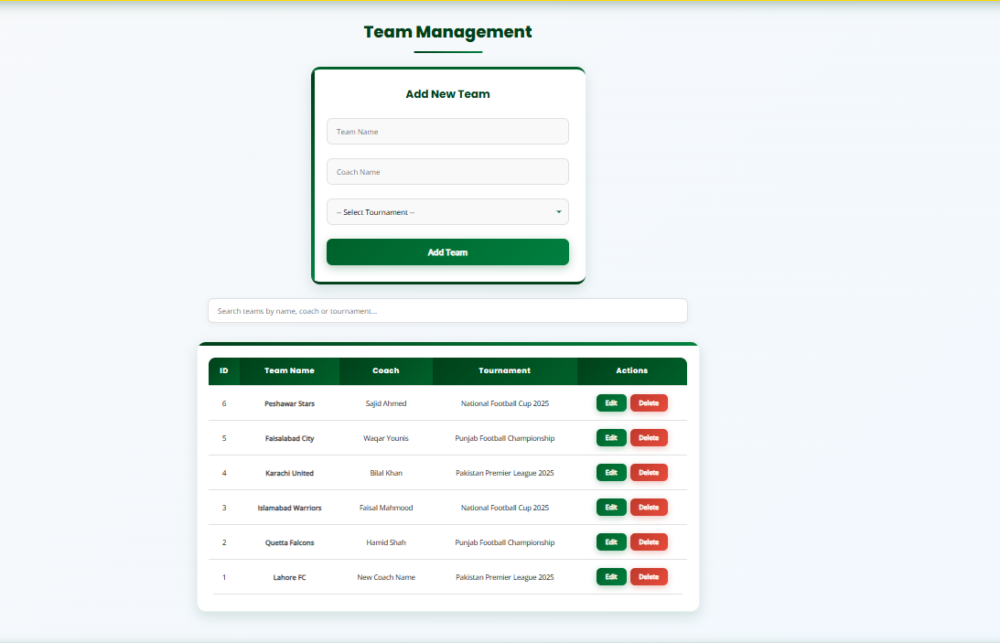 Team Management
Add New Team
Team Name
Coach Name
-- Select Tournament --
Add Team
Search teams by name, coach or tournament...
ID Team Name Coach Tournament Actions
6 Peshawar Stars Sajid Ahmed National Football Cup 2025 Edit Delete
5 Faisalabad City Waqar Younis Punjab Football Championship Edit Delete
4 Karachi United Bilal Khan Pakistan Premier League 2025 Edit Delete
3 Islamabad Warriors Faisal Mahmood National Football Cup 2025 Edit Delete
2 Quetta Falcons Hamid Shah Punjab Football Championship Edit Delete
1 Lahore FC New Coach Name Pakistan Premier League 2025 Edit Delete